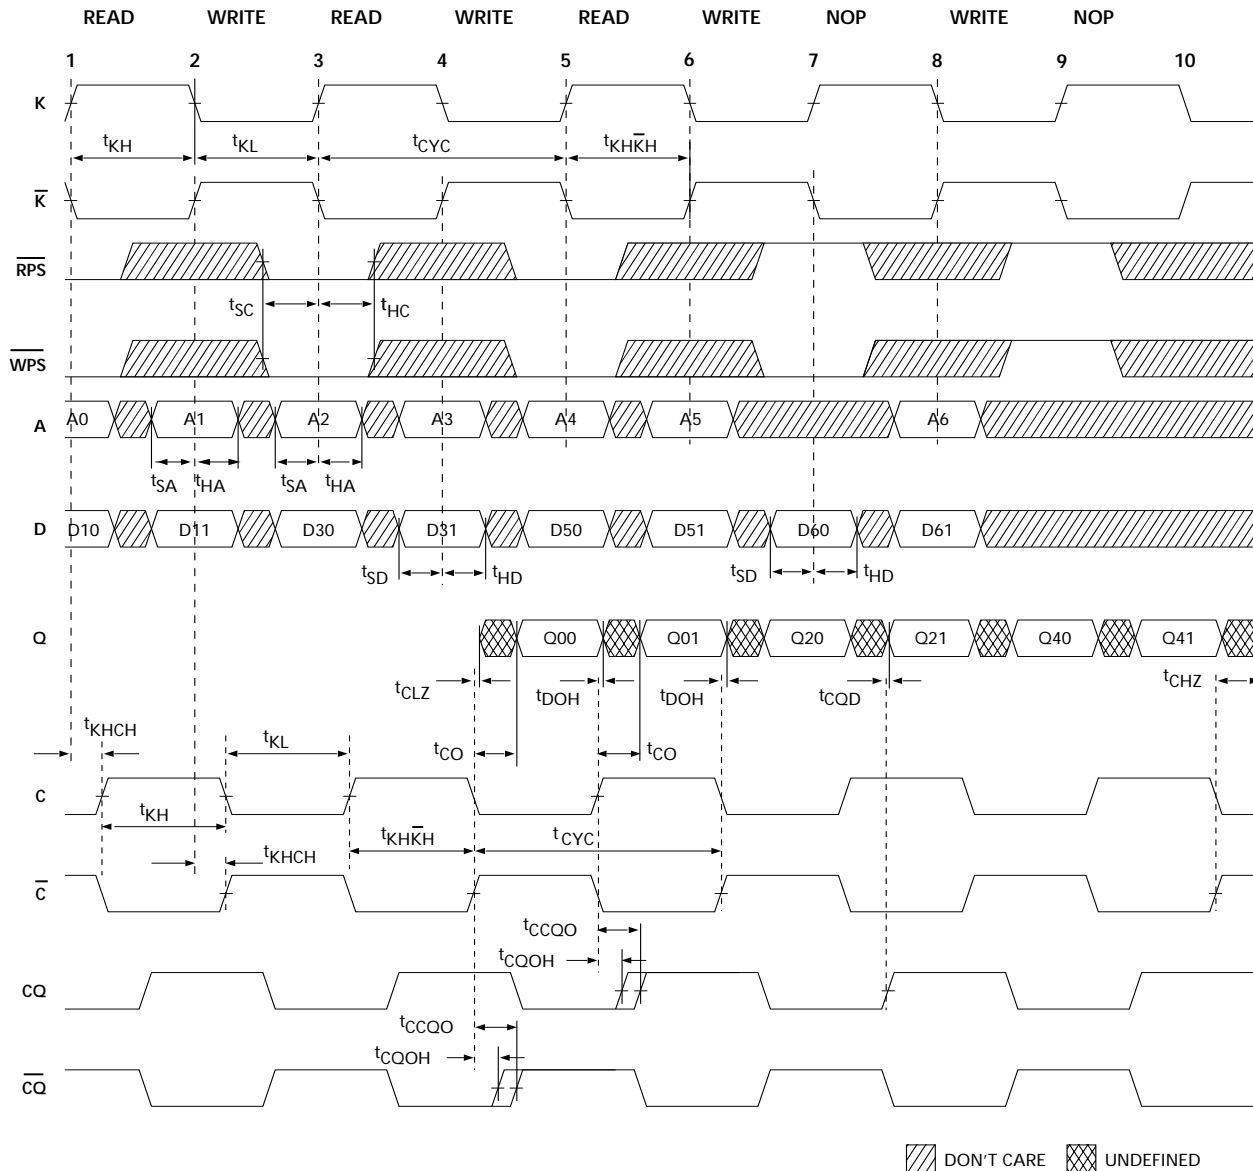 READ WRITE READ WRITE READ WRITE NOP WRITE NOP
1 2 3 4 5 6 7 8 9 10
K
tKH tKL tCYC tKHK̅H
K̅
R̅P̅S̅
tSC tHC
W̅P̅S̅
A A0 A1 A2 A3 A4 A5 A6
tSA tHA tSA tHA
D D10 D11 D30 D31 D50 D51 D60 D61
tSD tHD tSD tHD
Q Q00 Q01 Q20 Q21 Q40 Q41
tCLZ tDOH tDOH tCQD tCHZ
tKHCH tKL tCO tCO
C
tKH tKHK̅H tCYC
tKHCH
C̅
tCCQO
tCQOH
CQ
tCCQO
tCQOH
C̅Q̅
DON'T CARE UNDEFINED